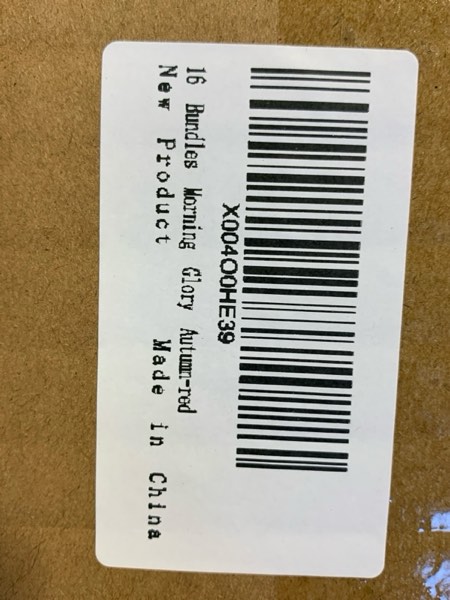 X004O0HE39
16 Bundles Morning Glory Autumn-red
New Product Made in China